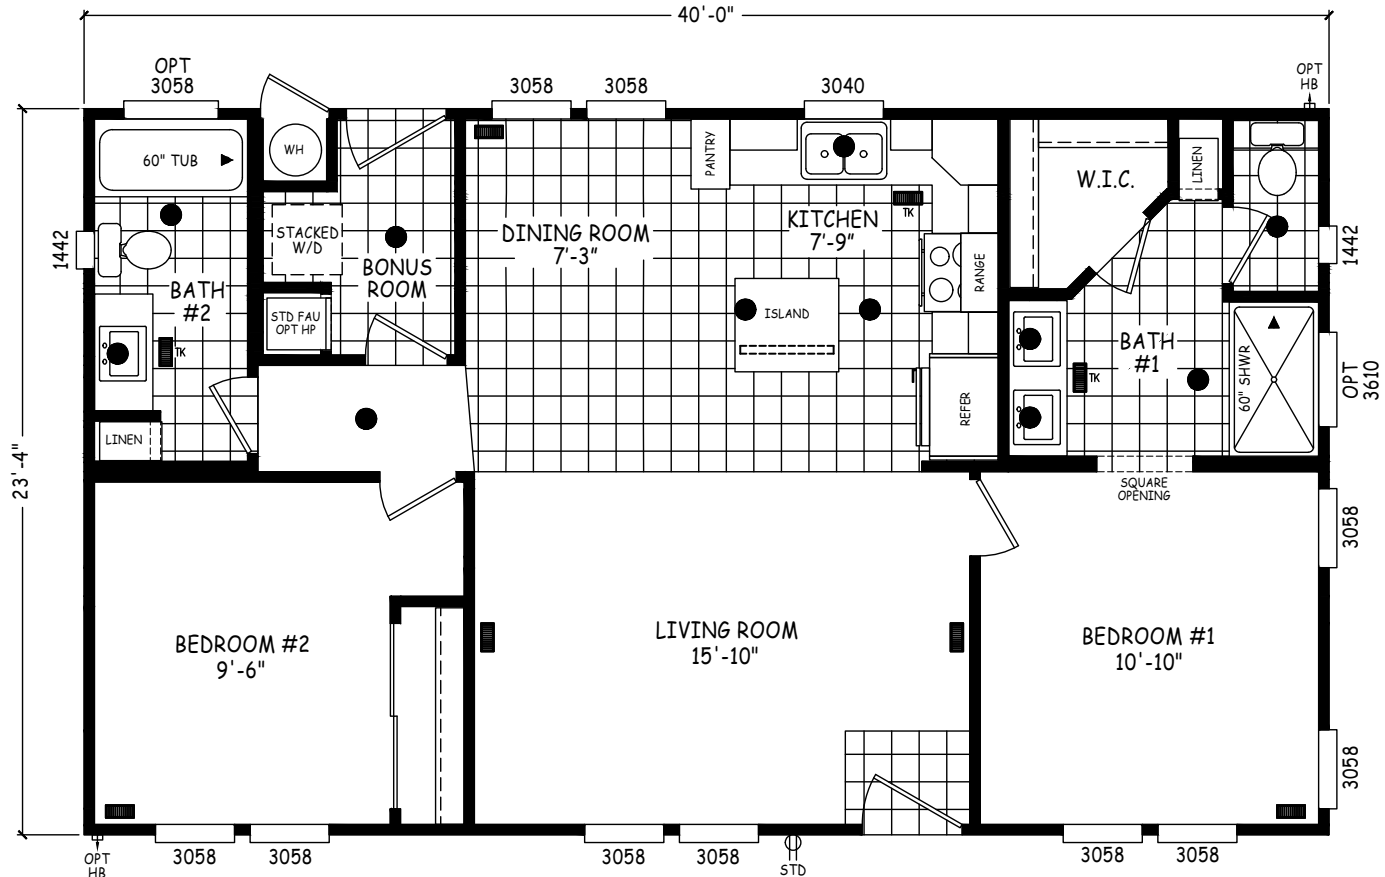 40'-0"
OPT
3058
3058
3058
3040
OPT
HB
60" TUB
WH
PANTRY
LINEN
W.I.C.
STACKED
W/D
DINING ROOM
7'-3"
KITCHEN
7'-9"
TK
1442
1442
BONUS
ROOM
BATH
#2
RANGE
STD FAU
OPT HP
ISLAND
TK
BATH
#1
TK
60" SHWR
OPT
3610
REFER
LINEN
23'-4"
SQUARE
OPENING
3058
BEDROOM #2
9'-6"
LIVING ROOM
15'-10"
BEDROOM #1
10'-10"
3058
OPT
HB
3058
3058
3058
3058
STD
3058
3058